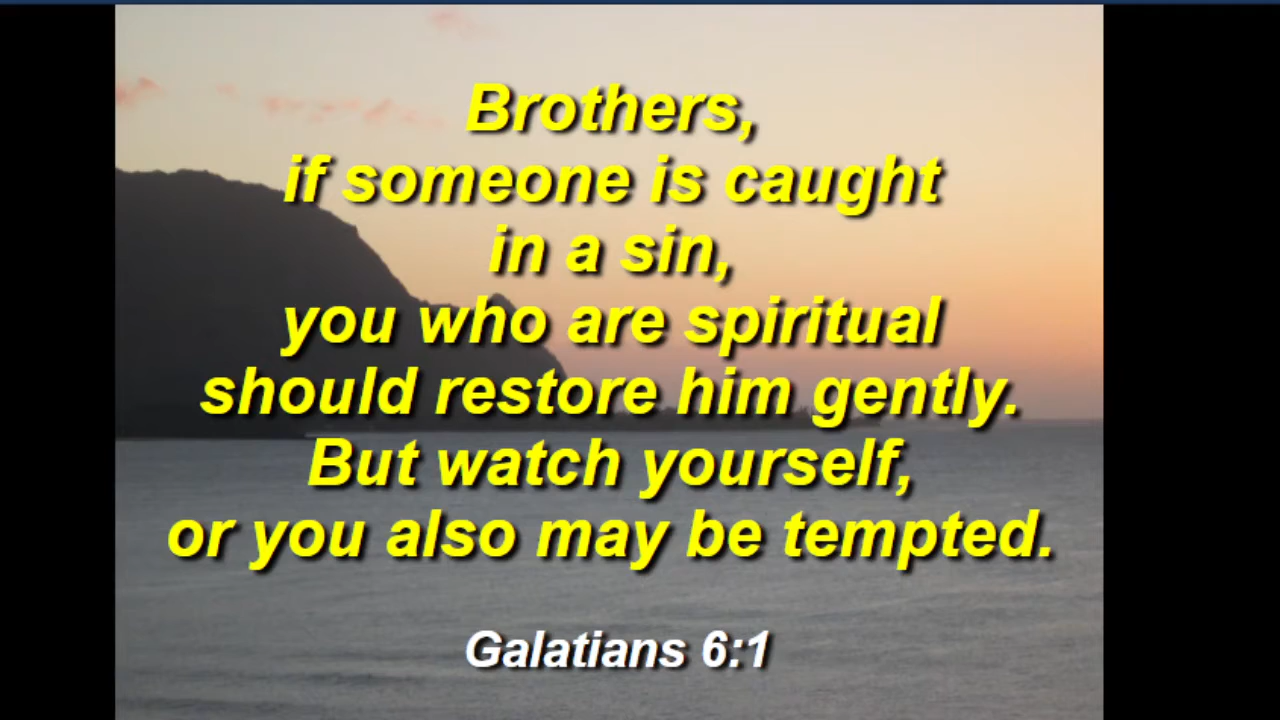 Brothers,
if someone is caught
in a sin,
you who are spiritual
should restore him gently.
But watch yourself,
or you also may be tempted.
Galatians 6:1